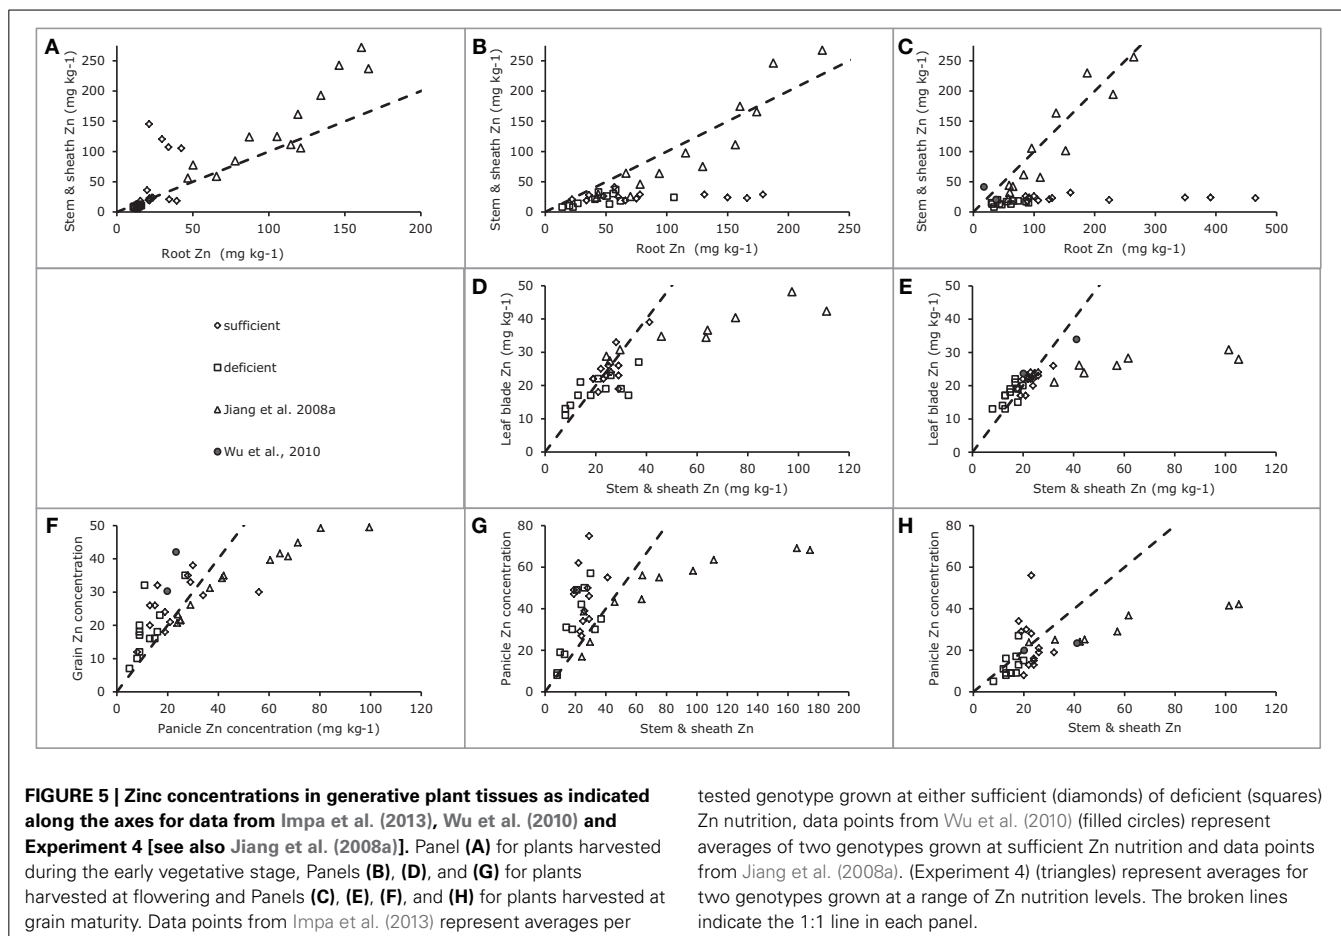 A
Stem & sheath Zn (mg kg-1)
250
200
150
100
50
0
0 50 100 150 200
Root Zn (mg kg-1)
B
Stem & sheath Zn (mg kg-1)
250
200
150
100
50
0
0 50 100 150 200 250
Root Zn (mg kg-1)
C
Stem & sheath Zn (mg kg-1)
250
200
150
100
50
0
0 100 200 300 400 500
Root Zn (mg kg-1)
sufficient
deficient
Jiang et al. 2008a
Wu et al., 2010
D
Leaf blade Zn (mg kg-1)
50
40
30
20
10
0
0 20 40 60 80 100 120
Stem & sheath Zn (mg kg-1)
E
Leaf blade Zn (mg kg-1)
50
40
30
20
10
0
0 20 40 60 80 100 120
Stem & sheath Zn (mg kg-1)
F
Grain Zn concentration
50
40
30
20
10
0
0 20 40 60 80 100 120
Panicle Zn concentration (mg kg-1)
G
Panicle Zn concentration
80
60
40
20
0
0 20 40 60 80 100 120 140 160 180 200
Stem & sheath Zn
H
Panicle Zn concentration
80
60
40
20
0
0 20 40 60 80 100 120
Stem & sheath Zn
FIGURE 5 | Zinc concentrations in generative plant tissues as indicated
along the axes for data from Impa et al. (2013), Wu et al. (2010) and
Experiment 4 [see also Jiang et al. (2008a)]. Panel (A) for plants harvested
during the early vegetative stage, Panels (B), (D), and (G) for plants
harvested at flowering and Panels (C), (E), (F), and (H) for plants harvested at
grain maturity. Data points from Impa et al. (2013) represent averages per
tested genotype grown at either sufficient (diamonds) of deficient (squares)
Zn nutrition, data points from Wu et al. (2010) (filled circles) represent
averages of two genotypes grown at sufficient Zn nutrition and data points
from Jiang et al. (2008a). (Experiment 4) (triangles) represent averages for
two genotypes grown at a range of Zn nutrition levels. The broken lines
indicate the 1:1 line in each panel.